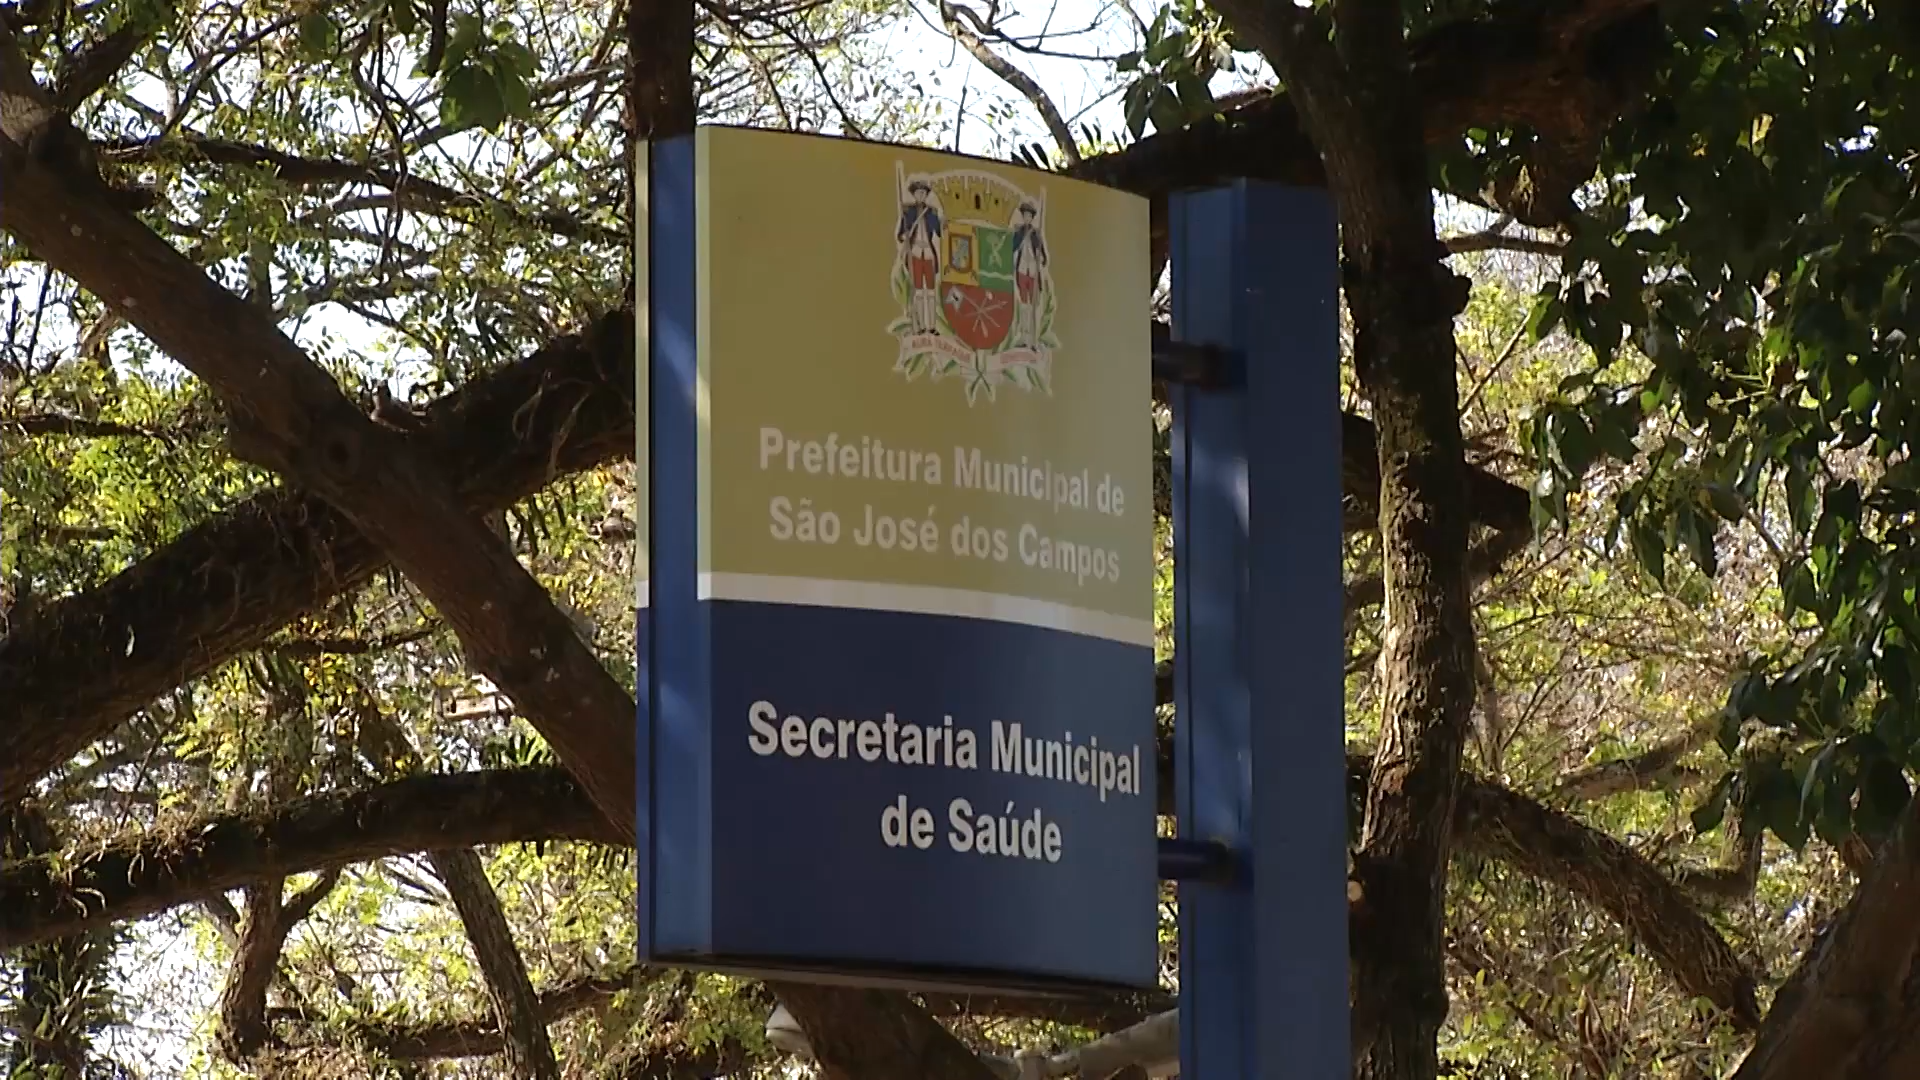 Prefeitura Municipal de
São José dos Campos
Secretaria Municipal
de Saúde